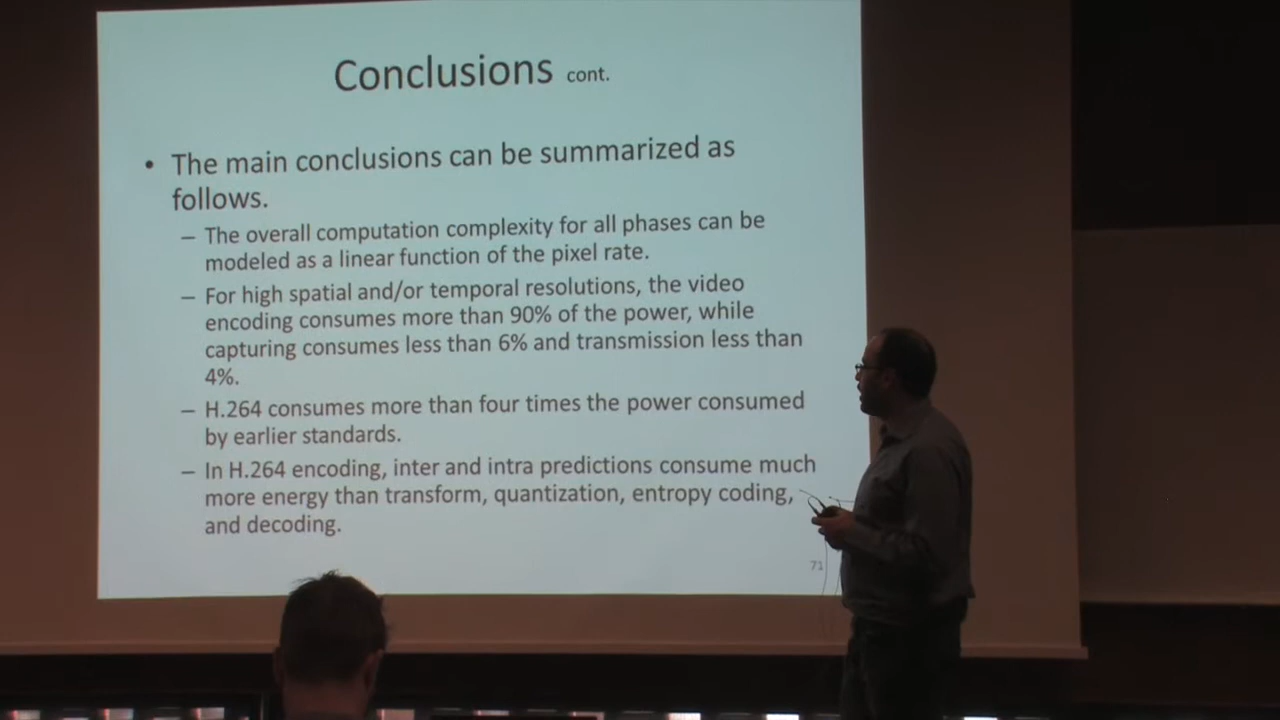 Conclusions cont.
• The main conclusions can be summarized as
follows.
– The overall computation complexity for all phases can be
modeled as a linear function of the pixel rate.
– For high spatial and/or temporal resolutions, the video
encoding consumes more than 90% of the power, while
capturing consumes less than 6% and transmission less than
4%.
– H.264 consumes more than four times the power consumed
by earlier standards.
– In H.264 encoding, inter and intra predictions consume much
more energy than transform, quantization, entropy coding,
and decoding.
71